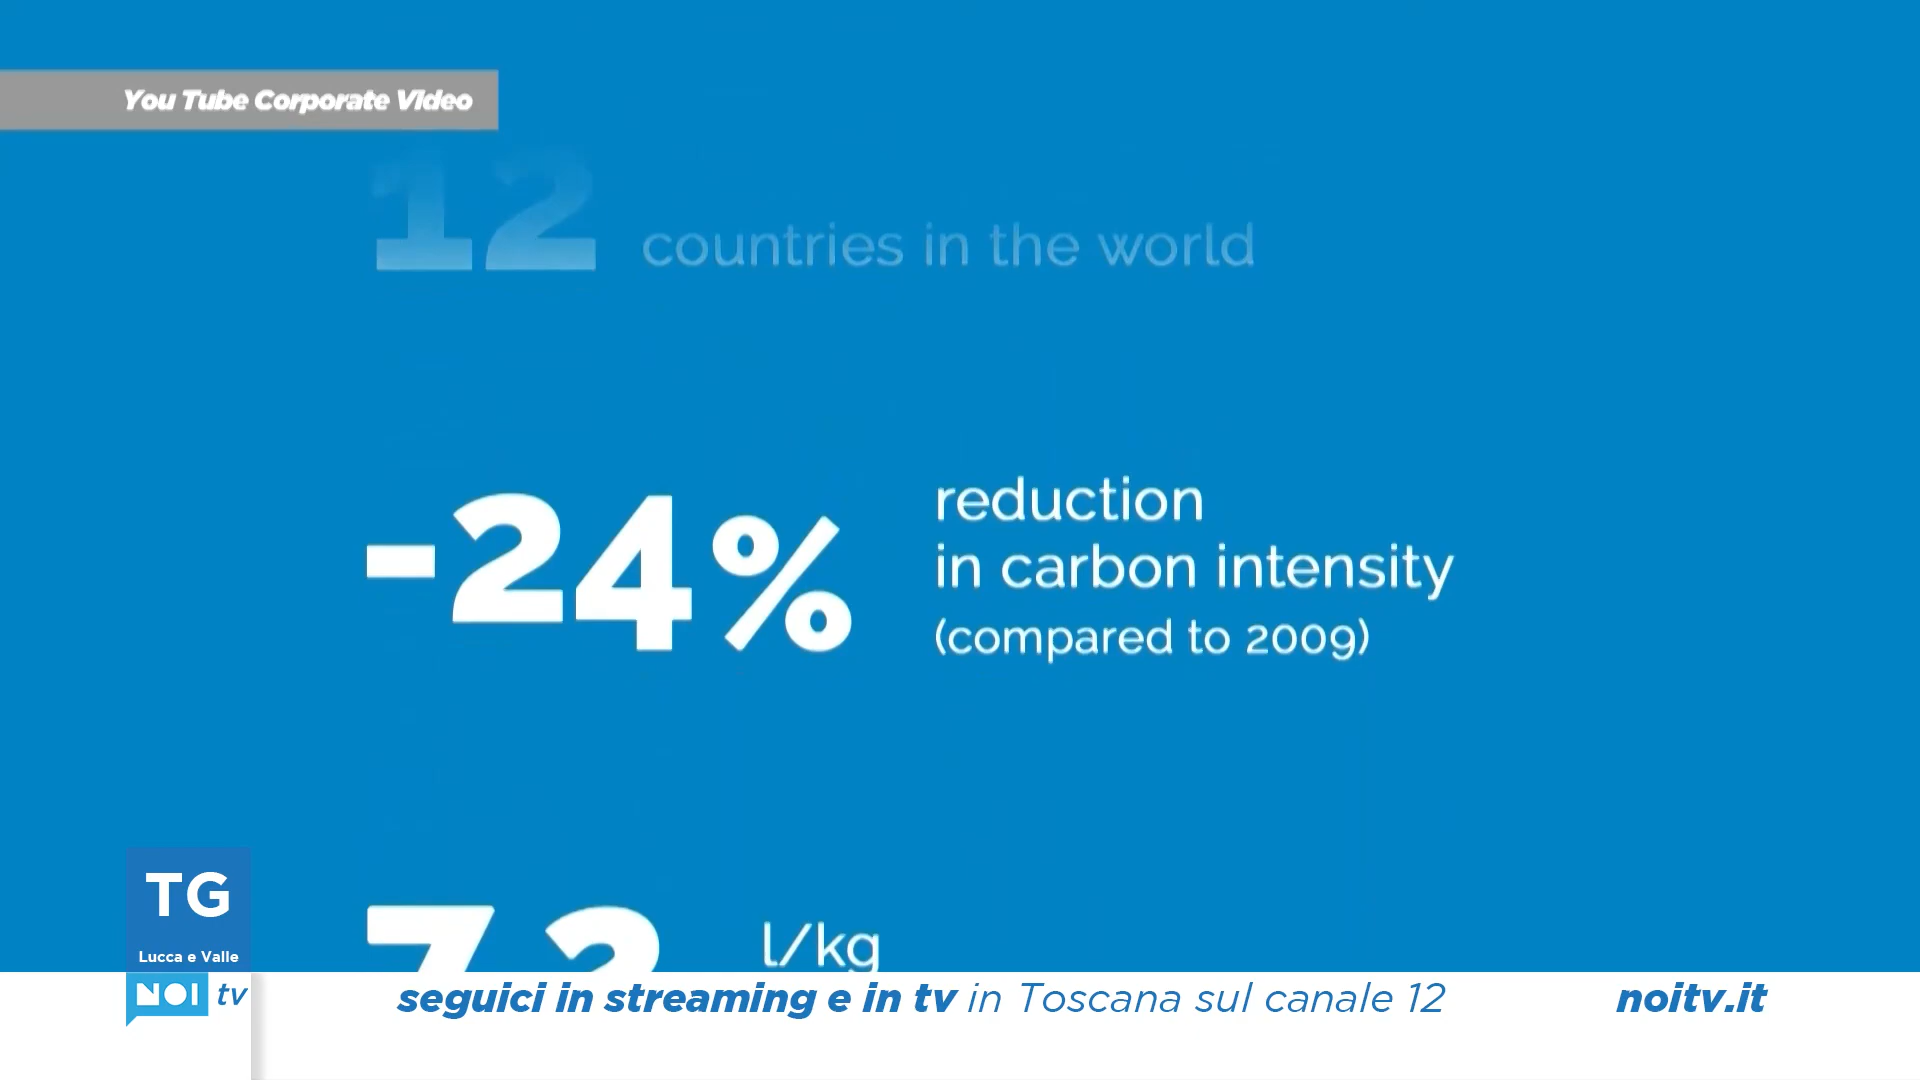 You Tube Corporate Video
12 countries in the world
-24%
reduction
in carbon intensity
(compared to 2009)
l/kg
TG
Lucca e Valle
NOI tv
seguici in streaming e in tv in Toscana sul canale 12
noitv.it